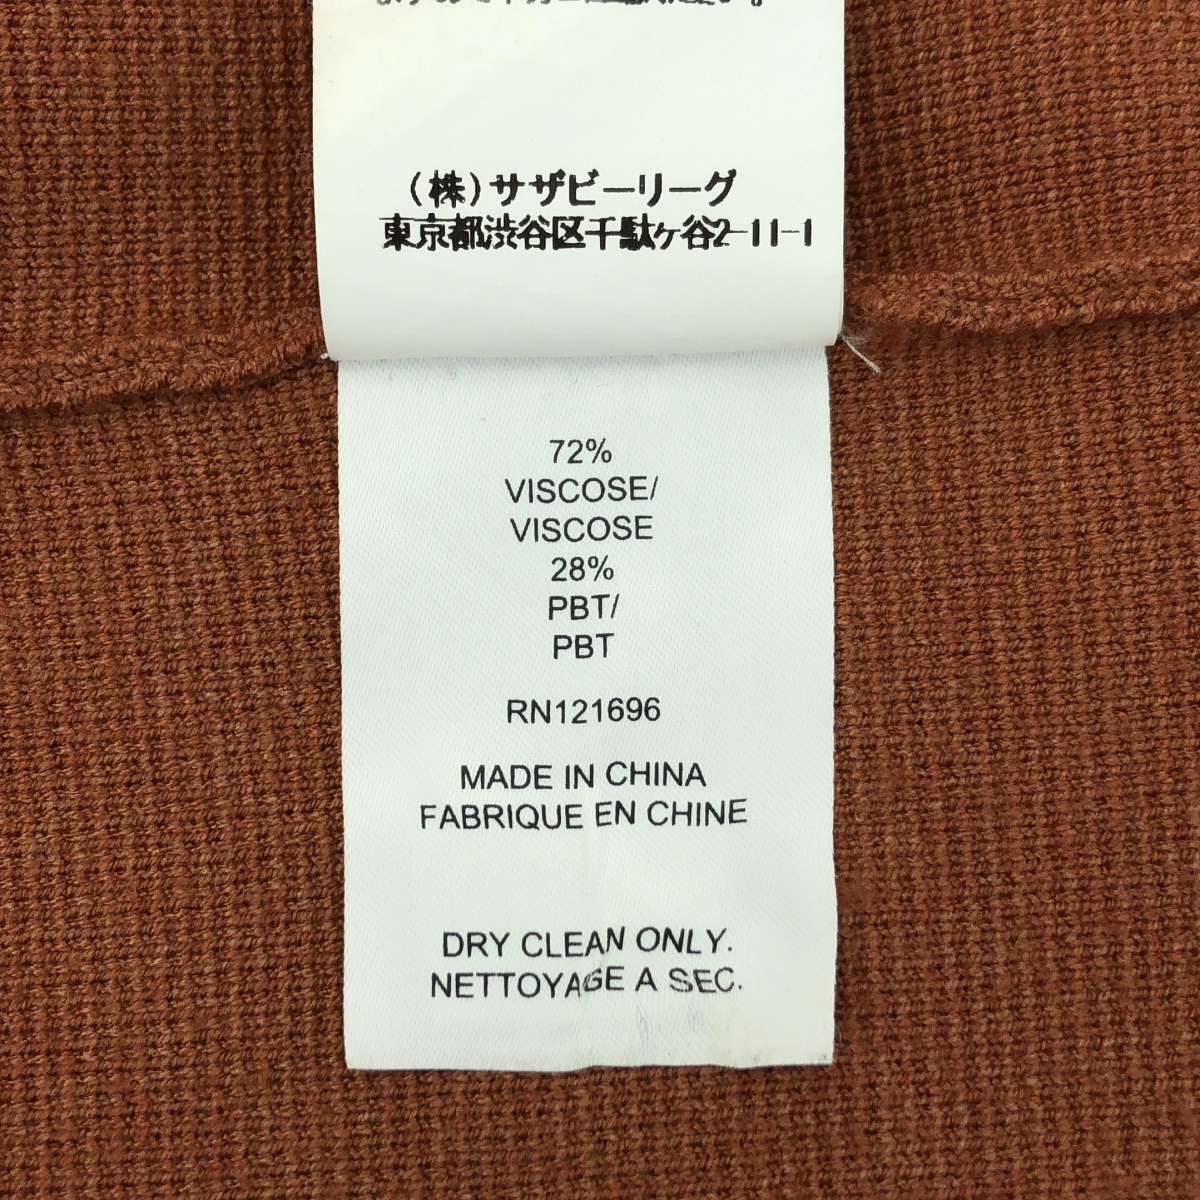 (株)サザビーリーグ
東京都渋谷区千駄ヶ谷2-11-1
72%
VISCOSE/
VISCOSE
28%
PBT/
PBT
RN121696
MADE IN CHINA
FABRIQUE EN CHINE
DRY CLEAN ONLY.
NETTOYAGE A SEC.